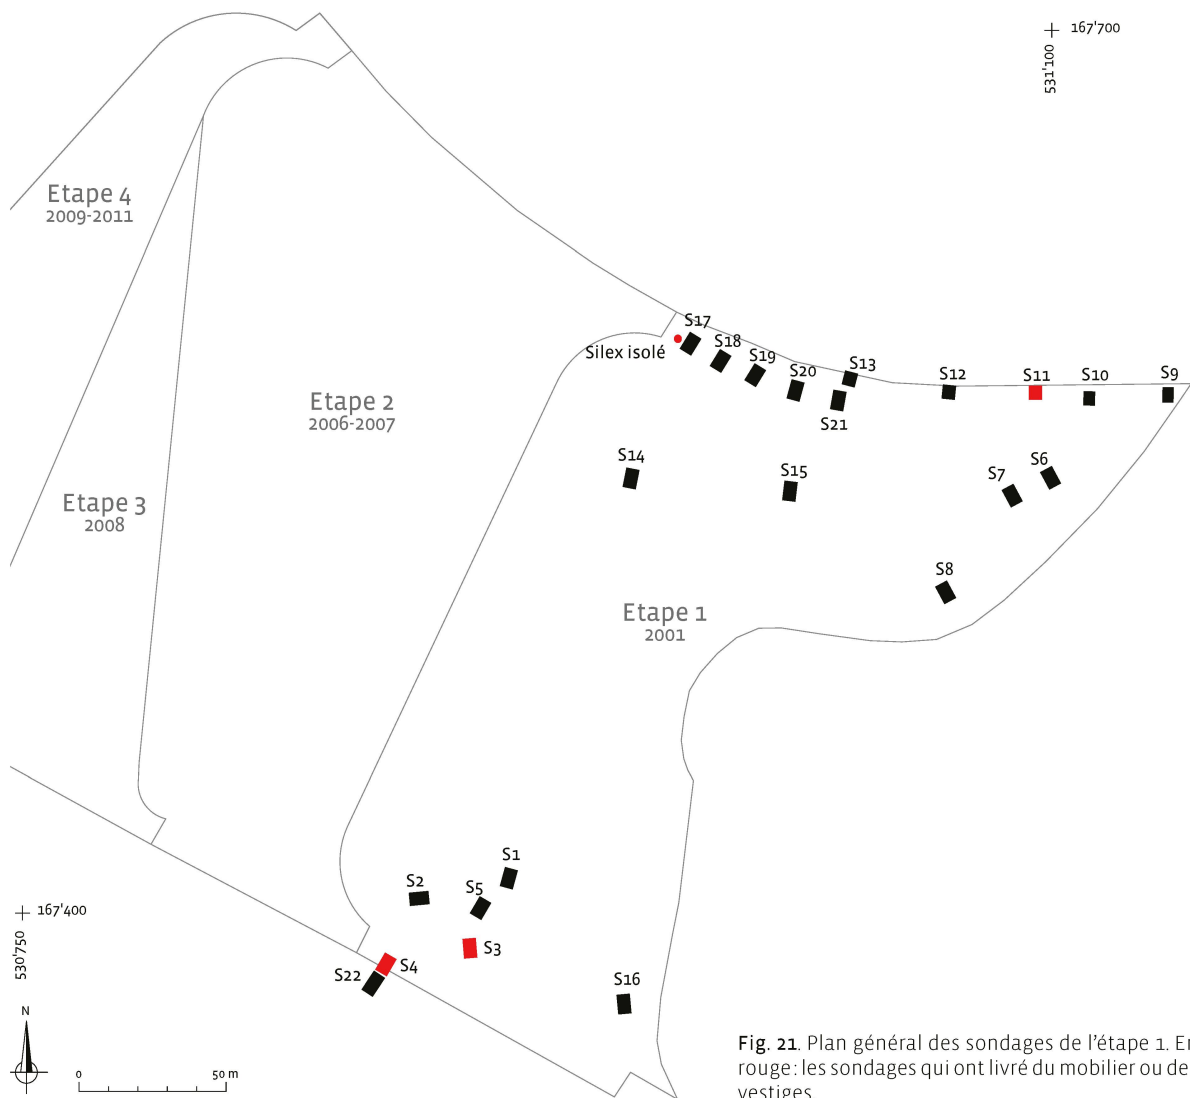 167'700
531'100
Etape 4
2009-2011
S17
Silex isolé
S18
S19
S20
S13
S21
S12
S11
S10
S9
Etape 2
2006-2007
S14
S15
S7
S6
Etape 3
2008
S8
Etape 1
2001
S1
S2
S5
S3
S4
S22
S16
167'400
530'750
N
0
50 m
Fig. 21. Plan général des sondages de l'étape 1. En
rouge: les sondages qui ont livré du mobilier ou de
vestiges